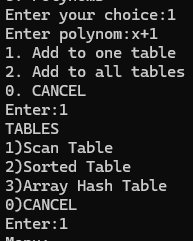 Enter your choice:1
Enter polynom:x+1
1. Add to one table
2. Add to all tables
0. CANCEL
Enter:1
TABLES
1)Scan Table
2)Sorted Table
3)Array Hash Table
0)CANCEL
Enter:1